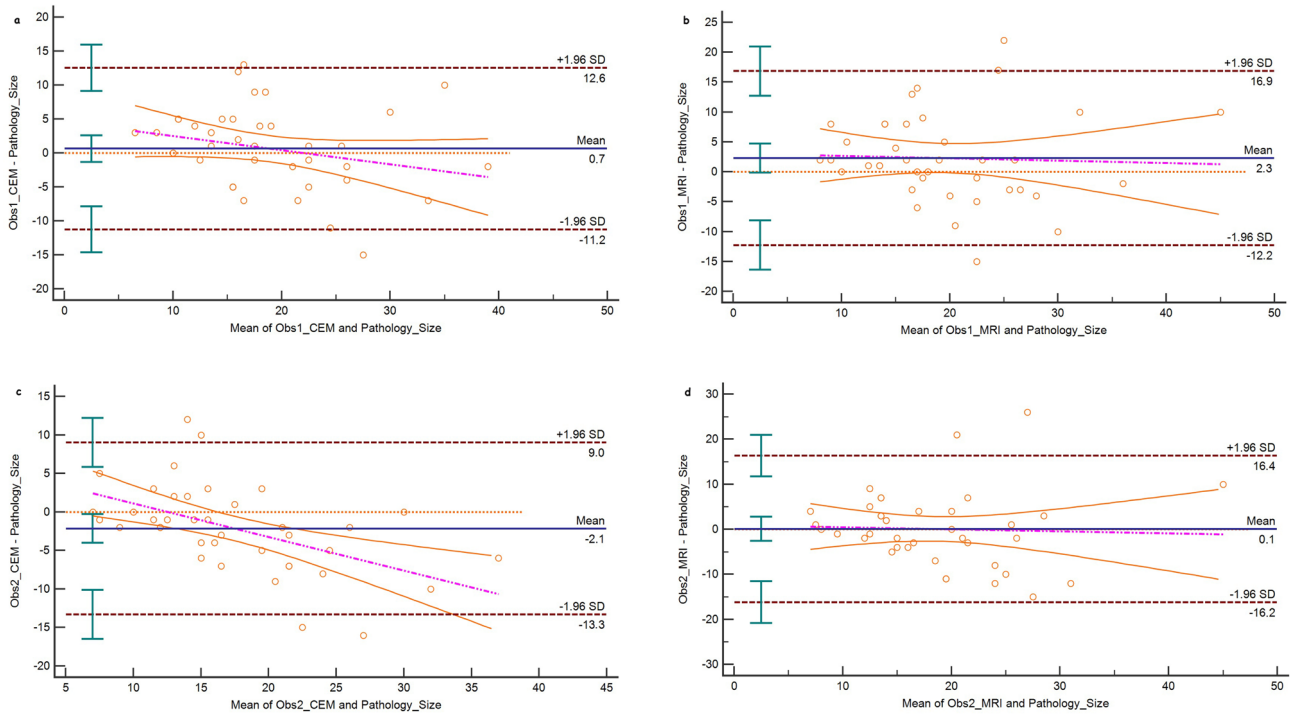 a
Obs1_CEM - Pathology_Size
20
15
10
5
0
-5
-10
-15
-20
+1.96 SD
12.6
Mean
0.7
-1.96 SD
-11.2
0 10 20 30 40 50
Mean of Obs1_CEM and Pathology_Size
b
Obs1_MRI - Pathology_Size
25
20
15
10
5
0
-5
-10
-15
-20
+1.96 SD
16.9
Mean
2.3
-1.96 SD
-12.2
0 10 20 30 40 50
Mean of Obs1_MRI and Pathology_Size
c
Obs2_CEM - Pathology_Size
15
10
5
0
-5
-10
-15
-20
+1.96 SD
9.0
Mean
-2.1
-1.96 SD
-13.3
5 10 15 20 25 30 35 40 45
Mean of Obs2_CEM and Pathology_Size
d
Obs2_MRI - Pathology_Size
30
20
10
0
-10
-20
-30
+1.96 SD
16.4
Mean
0.1
-1.96 SD
-16.2
0 10 20 30 40 50
Mean of Obs2_MRI and Pathology_Size